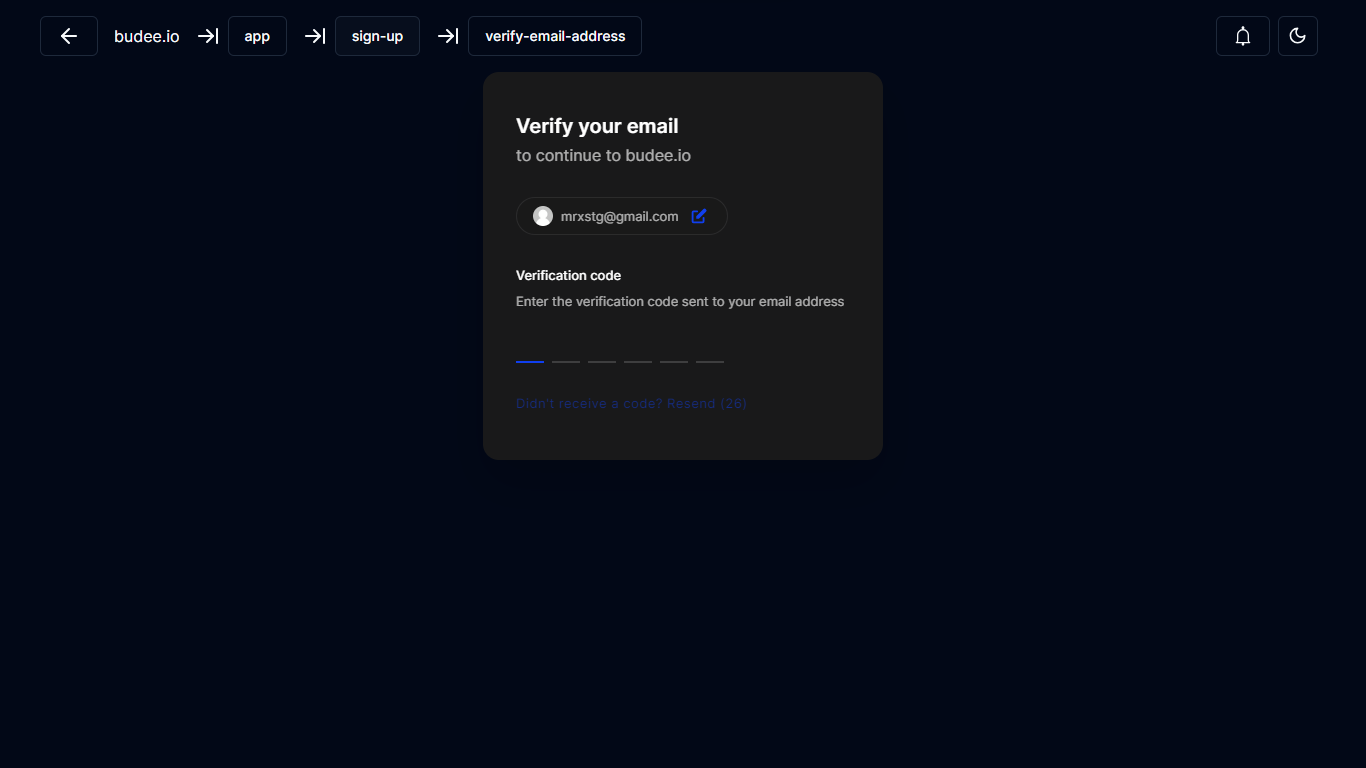 budee.io app sign-up verify-email-address
Verify your email
to continue to budee.io
mrxstg@gmail.com
Verification code
Enter the verification code sent to your email address
Didn't receive a code? Resend (26)